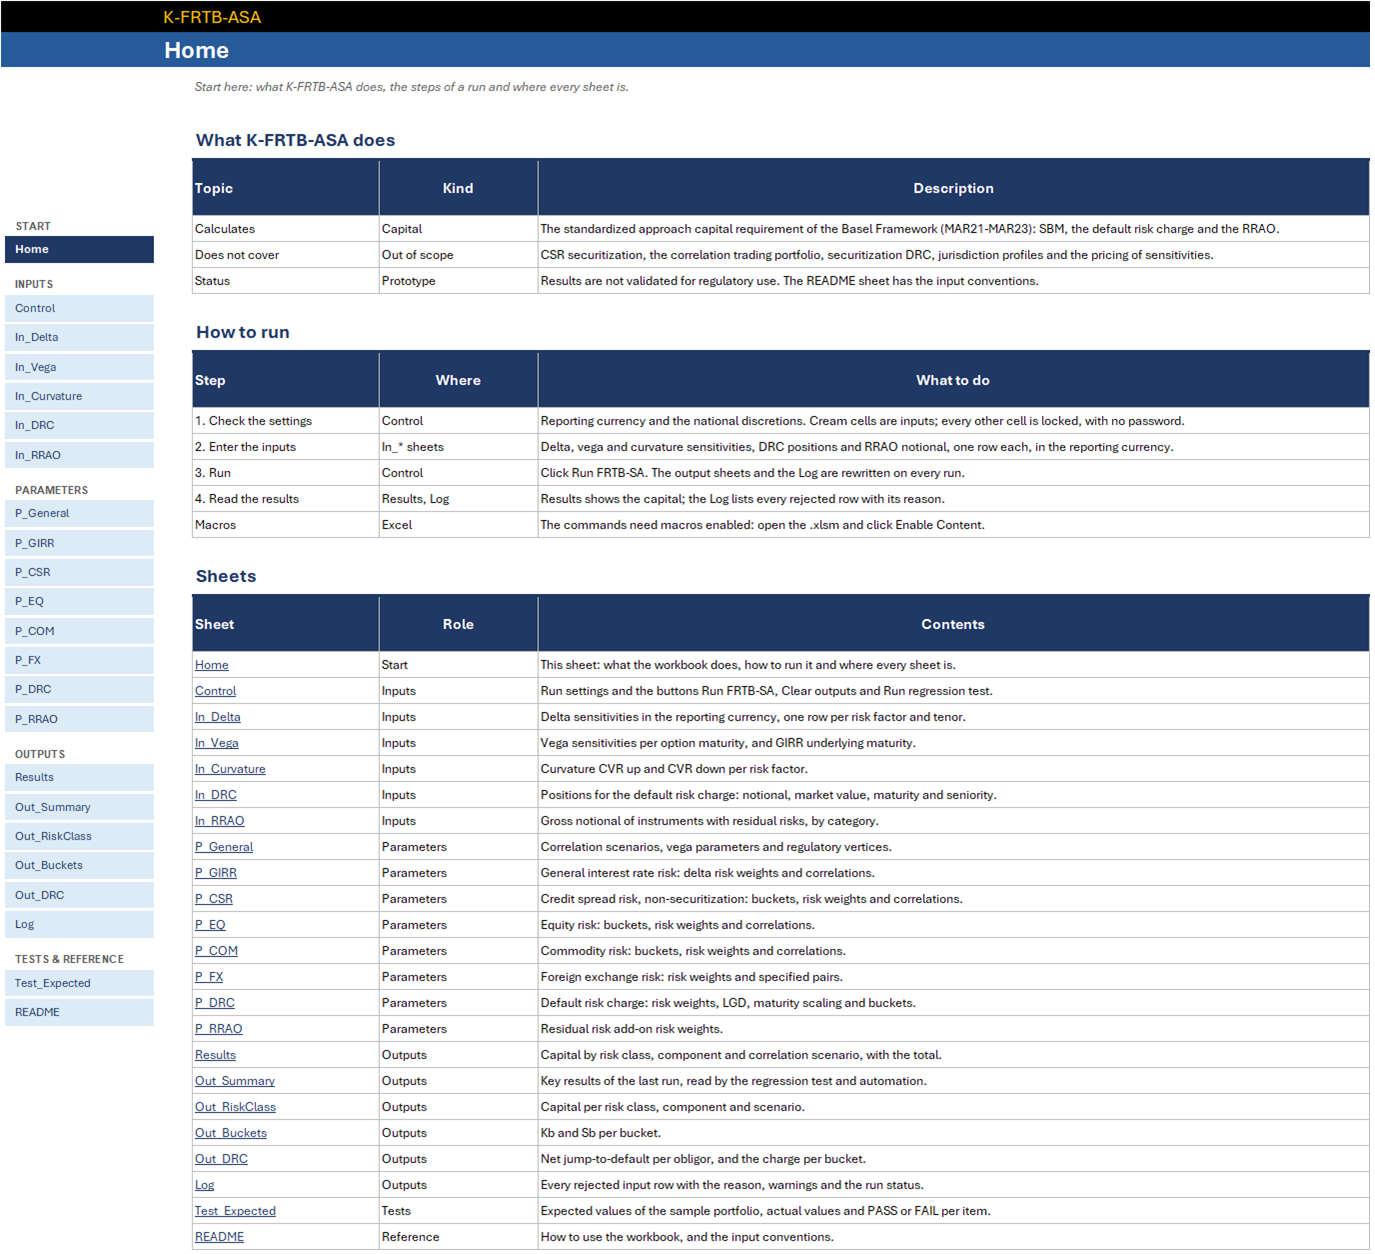 K-FRTB-ASA
Home
Start here: what K-FRTB-ASA does, the steps of a run and where every sheet is.
START
Home
INPUTS
Control
In_Delta
In_Vega
In_Curvature
In_DRC
In_RRAO
PARAMETERS
P_General
P_GIRR
P_CSR
P_EQ
P_COM
P_FX
P_DRC
P_RRAO
OUTPUTS
Results
Out_Summary
Out_RiskClass
Out_Buckets
Out_DRC
Log
TESTS & REFERENCE
Test_Expected
README
What K-FRTB-ASA does
Topic Kind Description
Calculates Capital The standardized approach capital requirement of the Basel Framework (MAR21-MAR23): SBM, the default risk charge and the RRAO.
Does not cover Out of scope CSR securitization, the correlation trading portfolio, securitization DRC, jurisdiction profiles and the pricing of sensitivities.
Status Prototype Results are not validated for regulatory use. The README sheet has the input conventions.
How to run
Step Where What to do
1. Check the settings Control Reporting currency and the national discretions. Cream cells are inputs; every other cell is locked, with no password.
2. Enter the inputs In_* sheets Delta, vega and curvature sensitivities, DRC positions and RRAO notional, one row each, in the reporting currency.
3. Run Control Click Run FRTB-SA. The output sheets and the Log are rewritten on every run.
4. Read the results Results, Log Results shows the capital; the Log lists every rejected row with its reason.
Macros Excel The commands need macros enabled: open the .xlsm and click Enable Content.
Sheets
Sheet Role Contents
Home Start This sheet: what the workbook does, how to run it and where every sheet is.
Control Inputs Run settings and the buttons Run FRTB-SA, Clear outputs and Run regression test.
In_Delta Inputs Delta sensitivities in the reporting currency, one row per risk factor and tenor.
In_Vega Inputs Vega sensitivities per option maturity, and GIRR underlying maturity.
In_Curvature Inputs Curvature CVR up and CVR down per risk factor.
In_DRC Inputs Positions for the default risk charge: notional, market value, maturity and seniority.
In_RRAO Inputs Gross notional of instruments with residual risks, by category.
P_General Parameters Correlation scenarios, vega parameters and regulatory vertices.
P_GIRR Parameters General interest rate risk: delta risk weights and correlations.
P_CSR Parameters Credit spread risk, non-securitization: buckets, risk weights and correlations.
P_EQ Parameters Equity risk: buckets, risk weights and correlations.
P_COM Parameters Commodity risk: buckets, risk weights and correlations.
P_FX Parameters Foreign exchange risk: risk weights and specified pairs.
P_DRC Parameters Default risk charge: risk weights, LGD, maturity scaling and buckets.
P_RRAO Parameters Residual risk add-on risk weights.
Results Outputs Capital by risk class, component and correlation scenario, with the total.
Out_Summary Outputs Key results of the last run, read by the regression test and automation.
Out_RiskClass Outputs Capital per risk class, component and scenario.
Out_Buckets Outputs Kb and Sb per bucket.
Out_DRC Outputs Net jump-to-default per obligor, and the charge per bucket.
Log Outputs Every rejected input row with the reason, warnings and the run status.
Test_Expected Tests Expected values of the sample portfolio, actual values and PASS or FAIL per item.
README Reference How to use the workbook, and the input conventions.